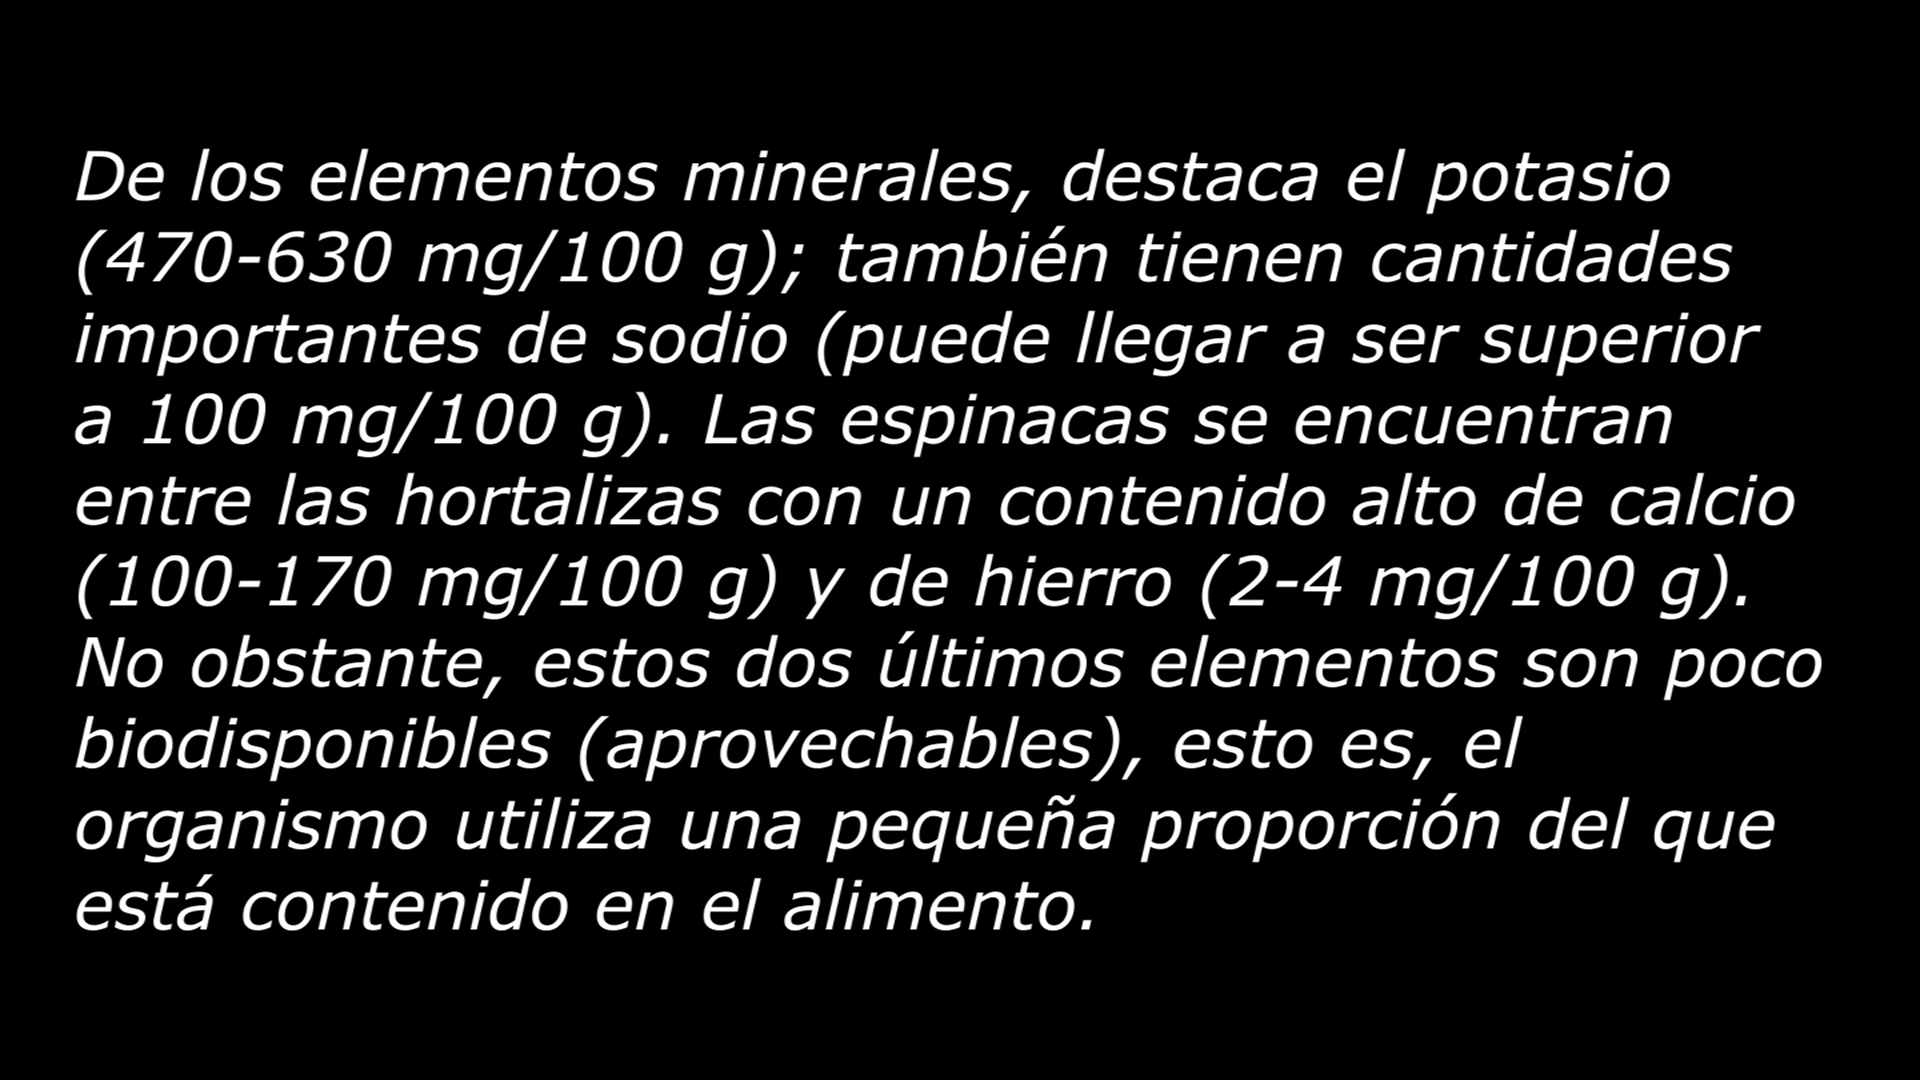 De los elementos minerales, destaca el potasio
(470-630 mg/100 g); también tienen cantidades
importantes de sodio (puede llegar a ser superior
a 100 mg/100 g). Las espinacas se encuentran
entre las hortalizas con un contenido alto de calcio
(100-170 mg/100 g) y de hierro (2-4 mg/100 g).
No obstante, estos dos últimos elementos son poco
biodisponibles (aprovechables), esto es, el
organismo utiliza una pequeña proporción del que
está contenido en el alimento.